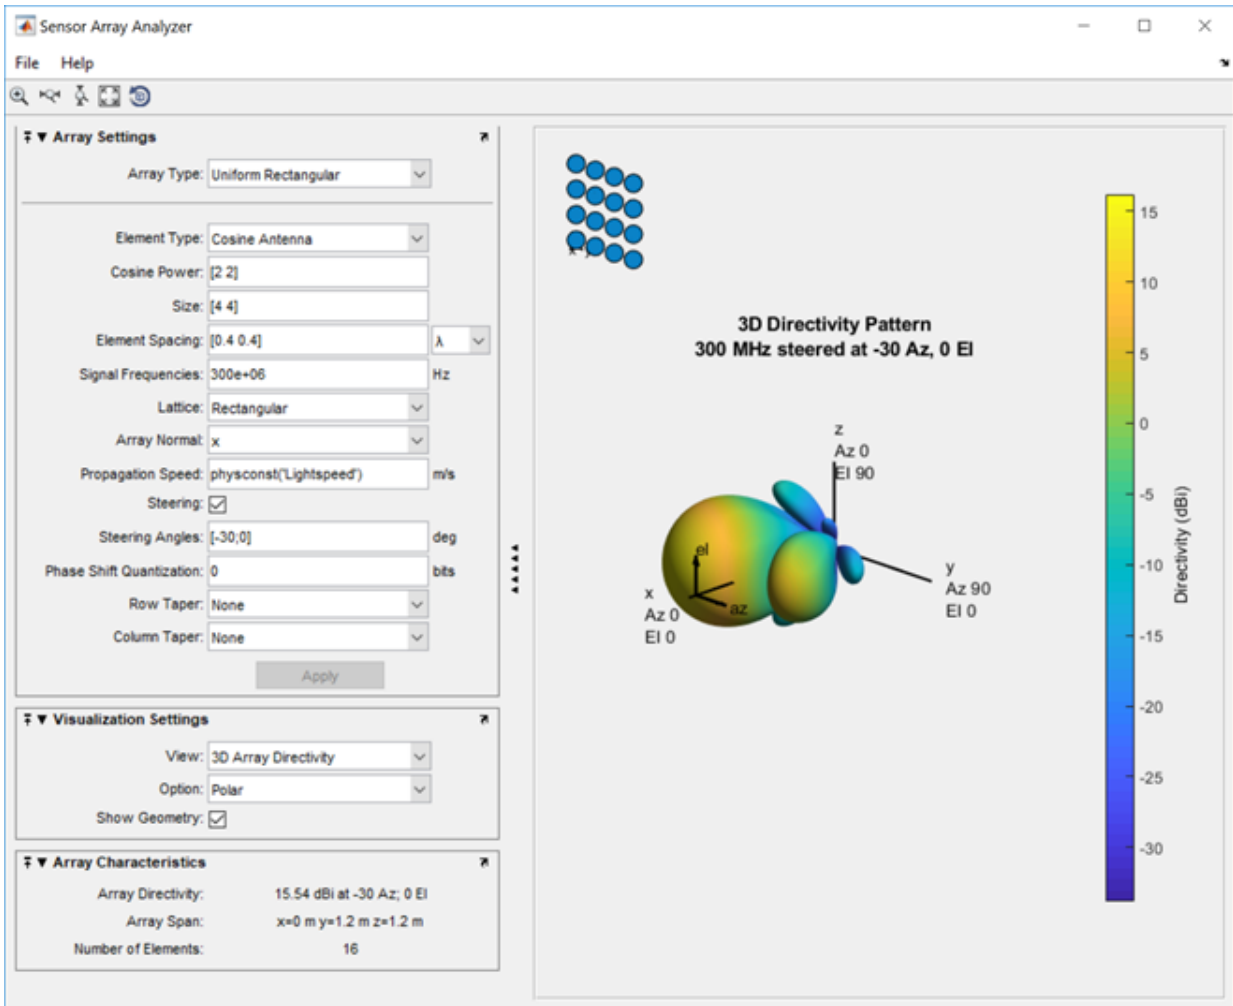 Sensor Array Analyzer
File Help
Array Settings
Array Type: Uniform Rectangular
Element Type: Cosine Antenna
Cosine Power: [2 2]
Size: [4 4]
Element Spacing: [0.4 0.4] λ
Signal Frequencies: 300e+06 Hz
Lattice: Rectangular
Array Normal: x
Propagation Speed: physconst('Lightspeed') m/s
Steering:
Steering Angles: [-30;0] deg
Phase Shift Quantization: 0 bits
Row Taper: None
Column Taper: None
Apply
Visualization Settings
View: 3D Array Directivity
Option: Polar
Show Geometry:
Array Characteristics
Array Directivity: 15.54 dBi at -30 Az; 0 El
Array Span: x=0 m y=1.2 m z=1.2 m
Number of Elements: 16
3D Directivity Pattern
300 MHz steered at -30 Az, 0 El
z
Az 0
El 90
el
az
x
Az 0
El 0
y
Az 90
El 0
15
10
5
0
-5
-10
-15
-20
-25
-30
Directivity (dBi)